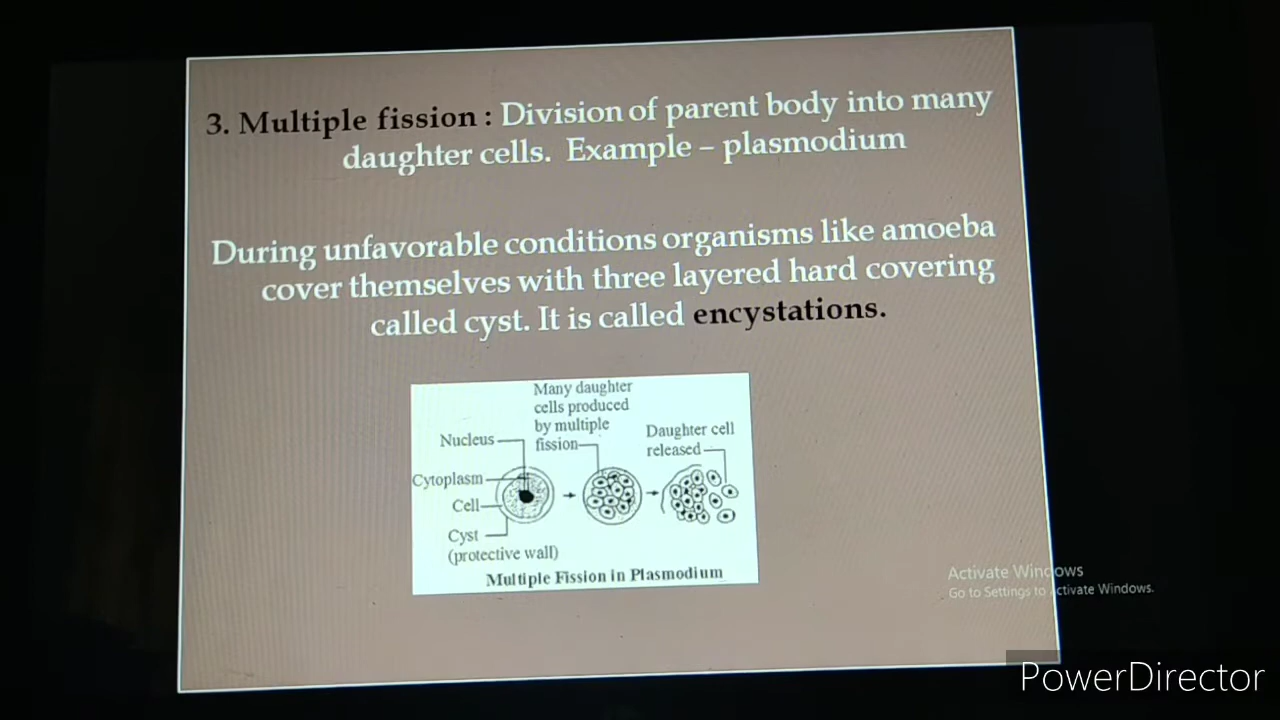 3. Multiple fission : Division of parent body into many
daughter cells. Example – plasmodium
During unfavorable conditions organisms like amoeba
cover themselves with three layered hard covering
called cyst. It is called encystations.
Many daughter
cells produced
by multiple
fission
Nucleus
Daughter cell
released
Cytoplasm
Cell
Cyst
(protective wall)
Multiple Fission in Plasmodium
Activate Windows
Go to Settings to activate Windows.
PowerDirector